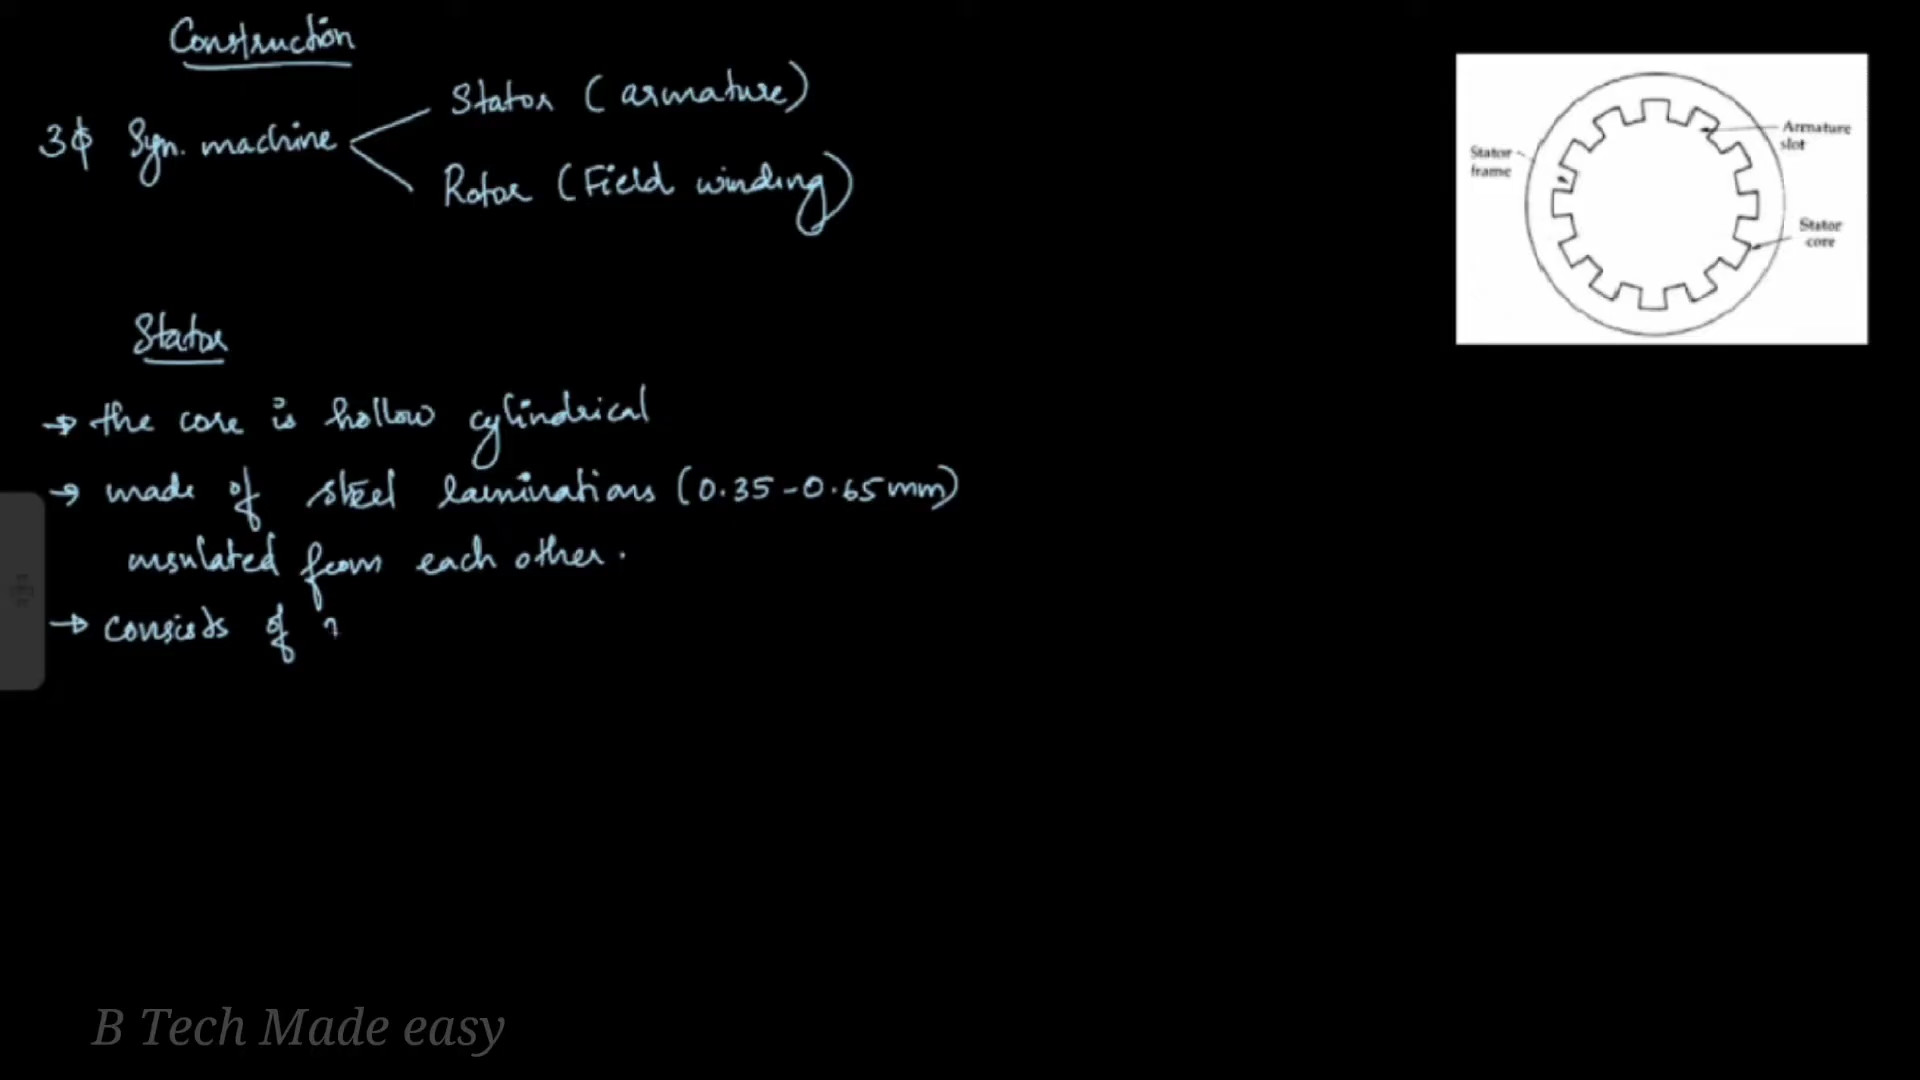 Construction
3ϕ Syn. machine
Stator (armature)
Rotor (Field winding)
Stator frame
Armature slot
Stator core
Stator
→ the core is hollow cylindrical
→ made of steel laminations (0.35-0.65mm)
insulated from each other.
→ consists of
B Tech Made easy